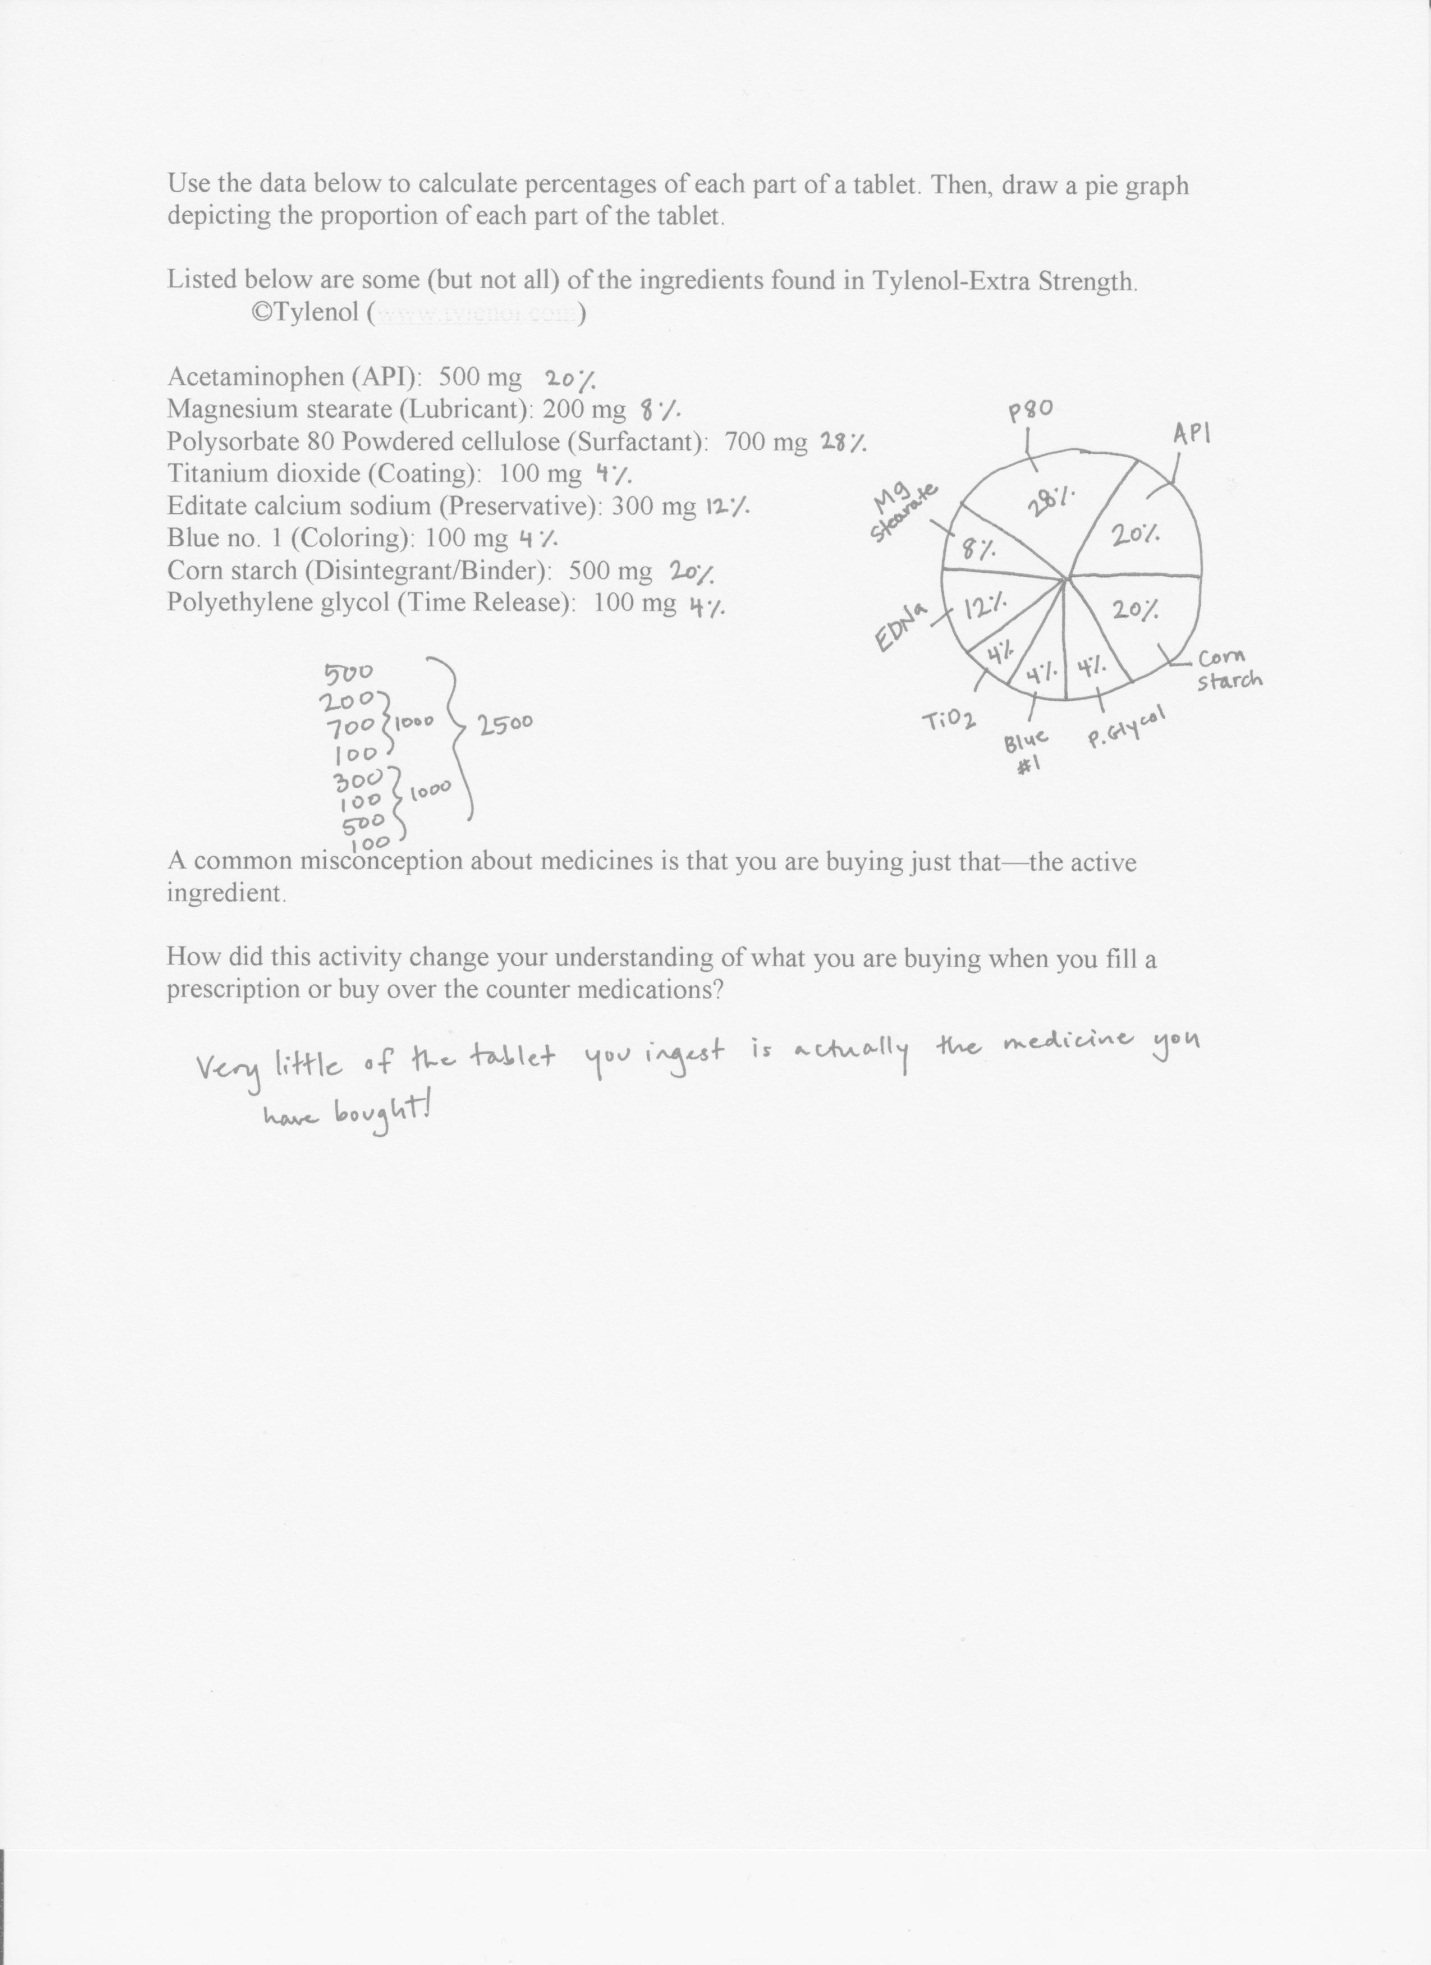 Use the data below to calculate percentages of each part of a tablet. Then, draw a pie graph
depicting the proportion of each part of the tablet.
Listed below are some (but not all) of the ingredients found in Tylenol-Extra Strength.
©Tylenol (www.tylenol.com)
Acetaminophen (API): 500 mg 20%
Magnesium stearate (Lubricant): 200 mg 8%
Polysorbate 80 Powdered cellulose (Surfactant): 700 mg 28%
Titanium dioxide (Coating): 100 mg 4%
Editate calcium sodium (Preservative): 300 mg 12%
Blue no. 1 (Coloring): 100 mg 4%
Corn starch (Disintegrant/Binder): 500 mg 20%
Polyethylene glycol (Time Release): 100 mg 4%
P80
API
28%
20%
Mg
Stearate
8%
EDNa
12%
20%
4%
4%
4%
Corn
starch
TiO2
Blue
#1
P.Glycol
500
200
700
100
1000
300
100
500
100
1000
2500
A common misconception about medicines is that you are buying just that—the active
ingredient.
How did this activity change your understanding of what you are buying when you fill a
prescription or buy over the counter medications?
Very little of the tablet you ingest is actually the medicine you
have bought!